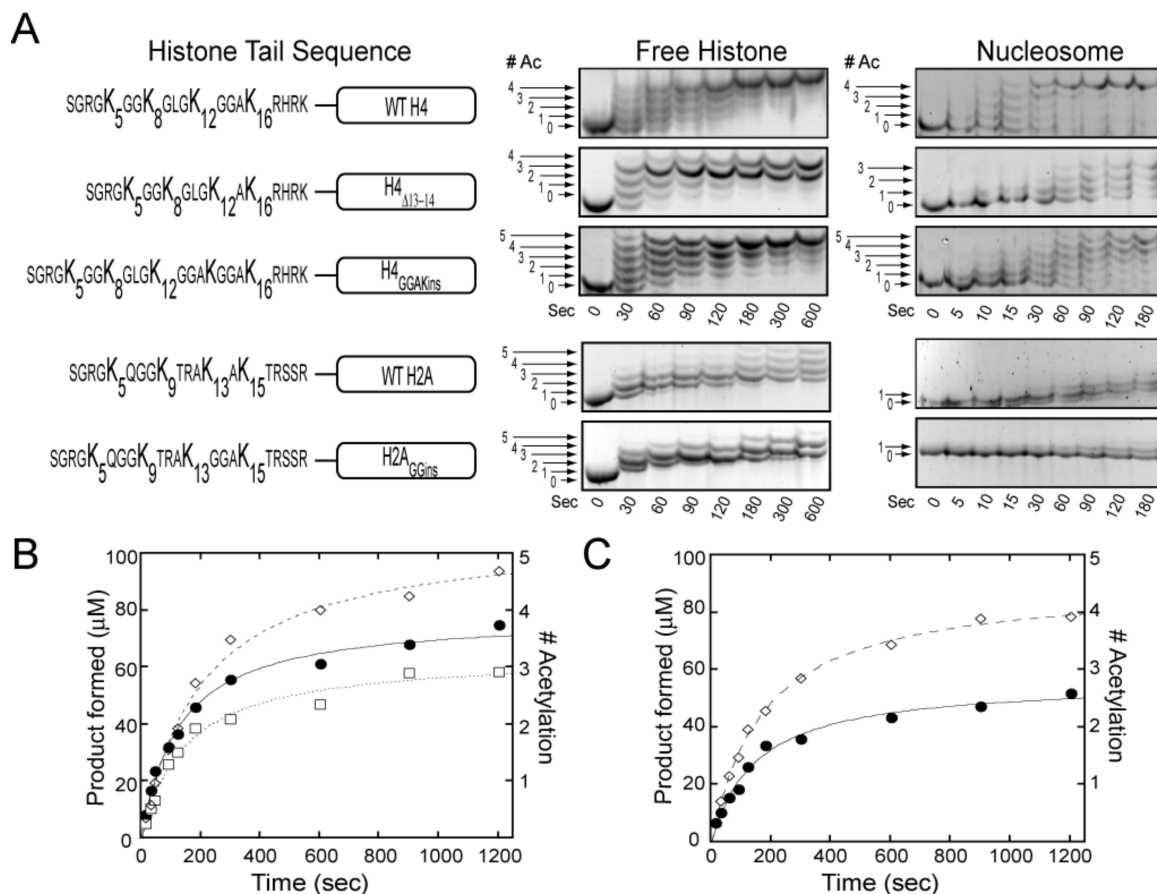 A
Histone Tail Sequence
Free Histone
Nucleosome
SGRGK5GGK8GLGK12GGAK16RHRK
WT H4
# Ac
4
3
2
1
0
# Ac
4
3
2
1
0
SGRGK5GGK8GLGK12AK16RHRK
H4Δ13-14
4
3
2
1
0
3
2
1
0
SGRGK5GGK8GLGK12GGAKGGAK16RHRK
H4GGAKins
5
4
3
2
1
0
5
4
3
2
1
0
Sec 0 30 60 90 120 180 300 600
Sec 0 5 10 15 30 60 90 120 180
SGRGK5QGGK9TRAK13AK15TRSSR
WT H2A
5
4
3
2
1
0
1
0
SGRGK5QGGK9TRAK13GGAK15TRSSR
H2AGGins
5
4
3
2
1
0
1
0
Sec 0 30 60 90 120 180 300 600
Sec 0 5 10 15 30 60 90 120 180
B
Product formed (µM)
100
80
60
40
20
0
5
4
3
2
1
# Acetylation
0 200 400 600 800 1000 1200
Time (sec)
C
Product formed (µM)
100
80
60
40
20
0
5
4
3
2
1
# Acetylation
0 200 400 600 800 1000 1200
Time (sec)